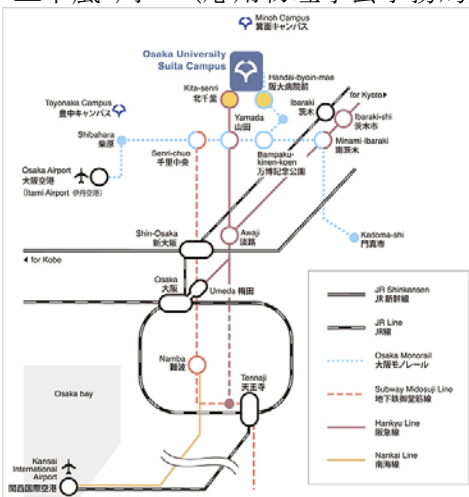 Minoh Campus
箕面キャンパス
Osaka University
Suita Campus
Kita-senri
北千里
Handai-byoin-mae
阪大病院前
for Kyoto
Toyonaka Campus
豊中キャンパス
Yamada
山田
Ibaraki
茨木
Ibaraki-shi
茨木市
Shibahara
柴原
Senri-chuo
千里中央
Bampaku-
kinen-koen
万博記念公園
Minami-Ibaraki
南茨木
Osaka Airport
大阪空港
(Itami Airport 伊丹空港)
Kadoma-shi
門真市
Shin-Osaka
新大阪
Awaji
淡路
for Kobe
Osaka
大阪
Umeda 梅田
Namba
難波
Tennoji
天王寺
Osaka bay
Kansai
International
Airport
関西国際空港
JR Shinkansen
JR 新幹線
JR Line
JR線
Osaka Monorail
大阪モノレール
Subway Midosuji Line
地下鉄御堂筋線
Hankyu Line
阪急線
Nankai Line
南海線